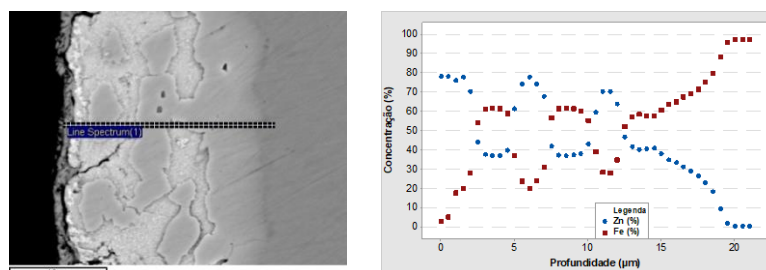 Line Spectrum(1)
Concentração (%)
100
90
80
70
60
50
40
30
20
10
0
0
5
10
15
20
Profundidade (µm)
Legenda
Zn (%)
Fe (%)